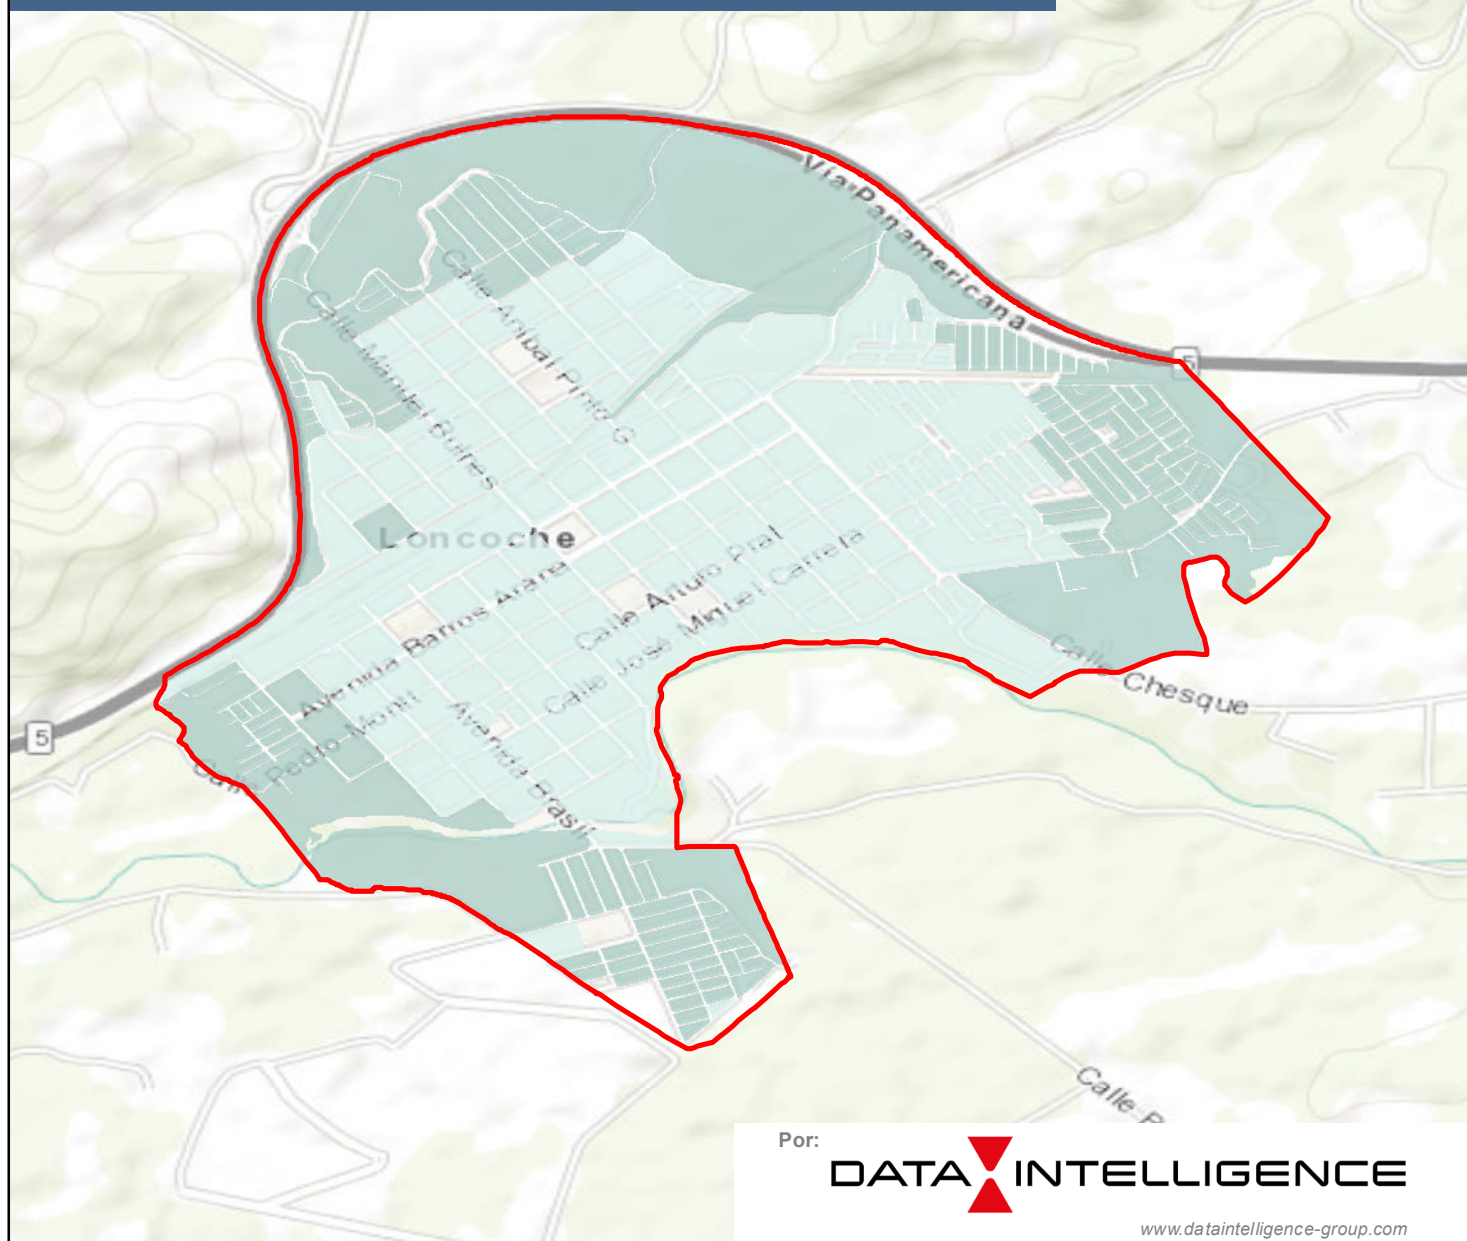 Vía Panamericana
5
Calle Aníbal Pinto G
Calle Manuel Bulnes
Loncoche
Calle Arturo Prat
Calle José Miguel Carrera
Avenida Barros Arana
Calle Chesque
Calle Pedro Montt
Avenida Brasil
5
Calle P
Por:
DATA INTELLIGENCE
www.dataintelligence-group.com